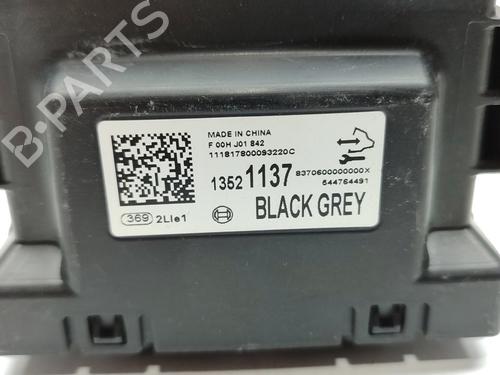 MADE IN CHINA
F 00H J01 842
111817800093220C
1352 1137
8370600000000X
544764491
369 2LIe1
BLACK GREY
B-PARTS